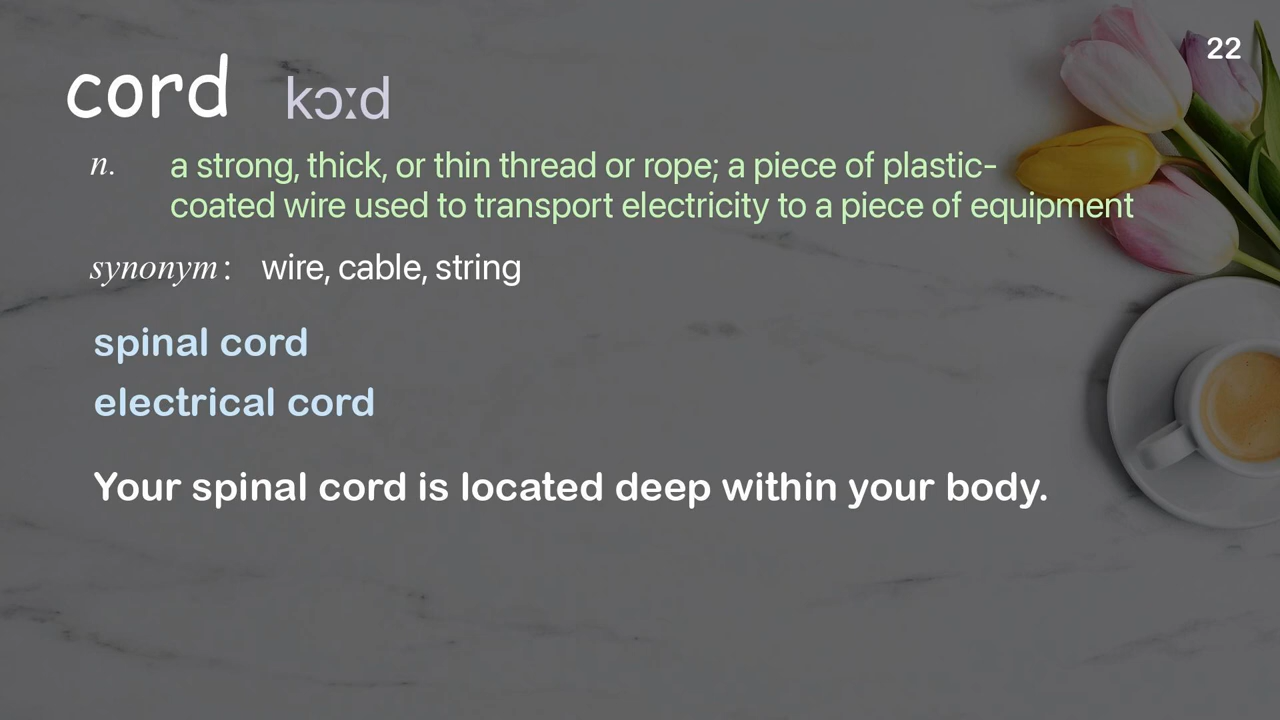 22
cord kɔːd
n. a strong, thick, or thin thread or rope; a piece of plastic-
coated wire used to transport electricity to a piece of equipment
synonym: wire, cable, string
spinal cord
electrical cord
Your spinal cord is located deep within your body.